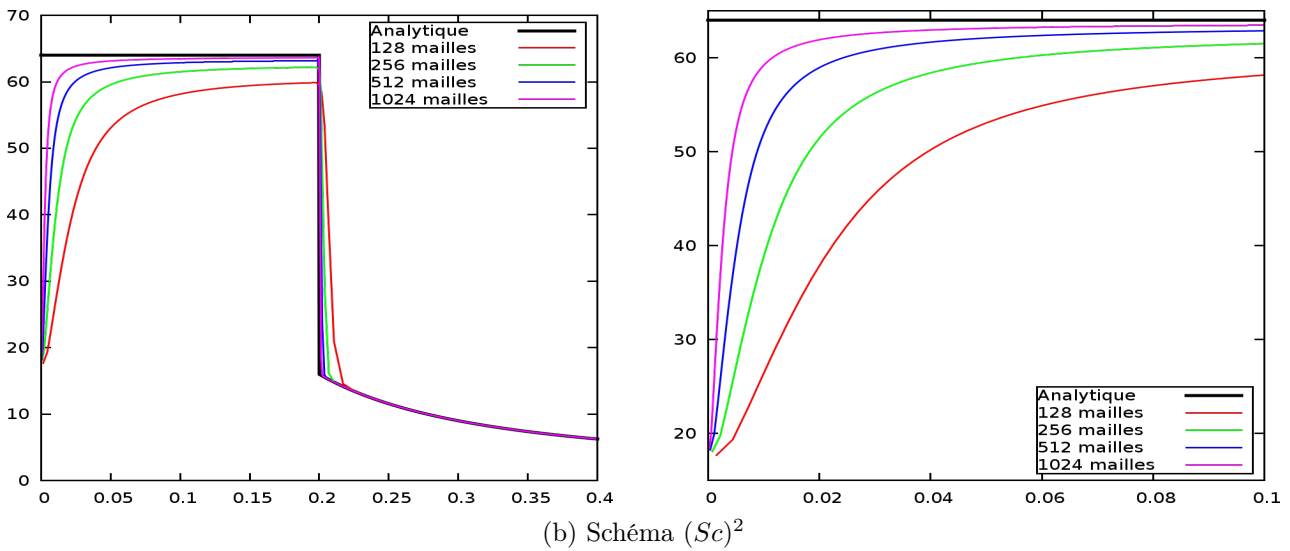 70
60
50
40
30
20
10
0
0 0.05 0.1 0.15 0.2 0.25 0.3 0.35 0.4
Analytique
128 mailles
256 mailles
512 mailles
1024 mailles
60
50
40
30
20
0 0.02 0.04 0.06 0.08 0.1
Analytique
128 mailles
256 mailles
512 mailles
1024 mailles
(b) Schéma (Sc)²